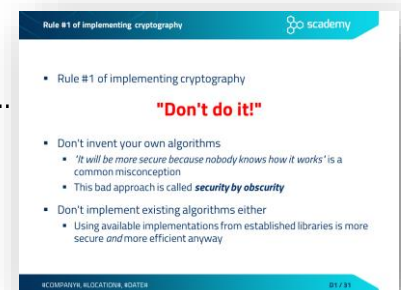 Rule #1 of implementing cryptography
scademy
..
▪ Rule #1 of implementing cryptography
"Don't do it!"
▪ Don't invent your own algorithms
▪ 'It will be more secure because nobody knows how it works' is a
common misconception
▪ This bad approach is called security by obscurity
▪ Don't implement existing algorithms either
▪ Using available implementations from established libraries is more
secure and more efficient anyway
#COMPANY#, #LOCATION#, #DATE#